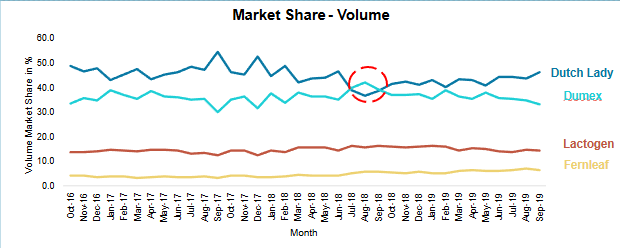 Market Share - Volume
Volume Market Share in %
60.0
50.0
40.0
30.0
20.0
10.0
0.0
Dutch Lady
Dumex
Lactogen
Fernleaf
Oct-16
Nov-16
Dec-16
Jan-17
Feb-17
Mar-17
Apr-17
May-17
Jun-17
Jul-17
Aug-17
Sep-17
Oct-17
Nov-17
Dec-17
Jan-18
Feb-18
Mar-18
Apr-18
May-18
Jun-18
Jul-18
Aug-18
Sep-18
Oct-18
Nov-18
Dec-18
Jan-19
Feb-19
Mar-19
Apr-19
May-19
Jun-19
Jul-19
Aug-19
Sep-19
Month